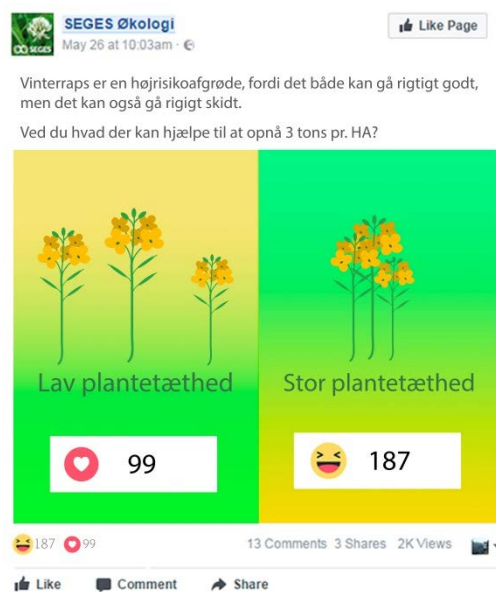 SEGES Økologi
Like Page
May 26 at 10:03am
SEGES
Vinterraps er en højrisikoafgrøde, fordi det både kan gå rigtigt godt,
men det kan også gå rigigt skidt.
Ved du hvad der kan hjælpe til at opnå 3 tons pr. HA?
Lav plantetæthed
Stor plantetæthed
99
187
187 99
13 Comments 3 Shares 2K Views
Like Comment Share